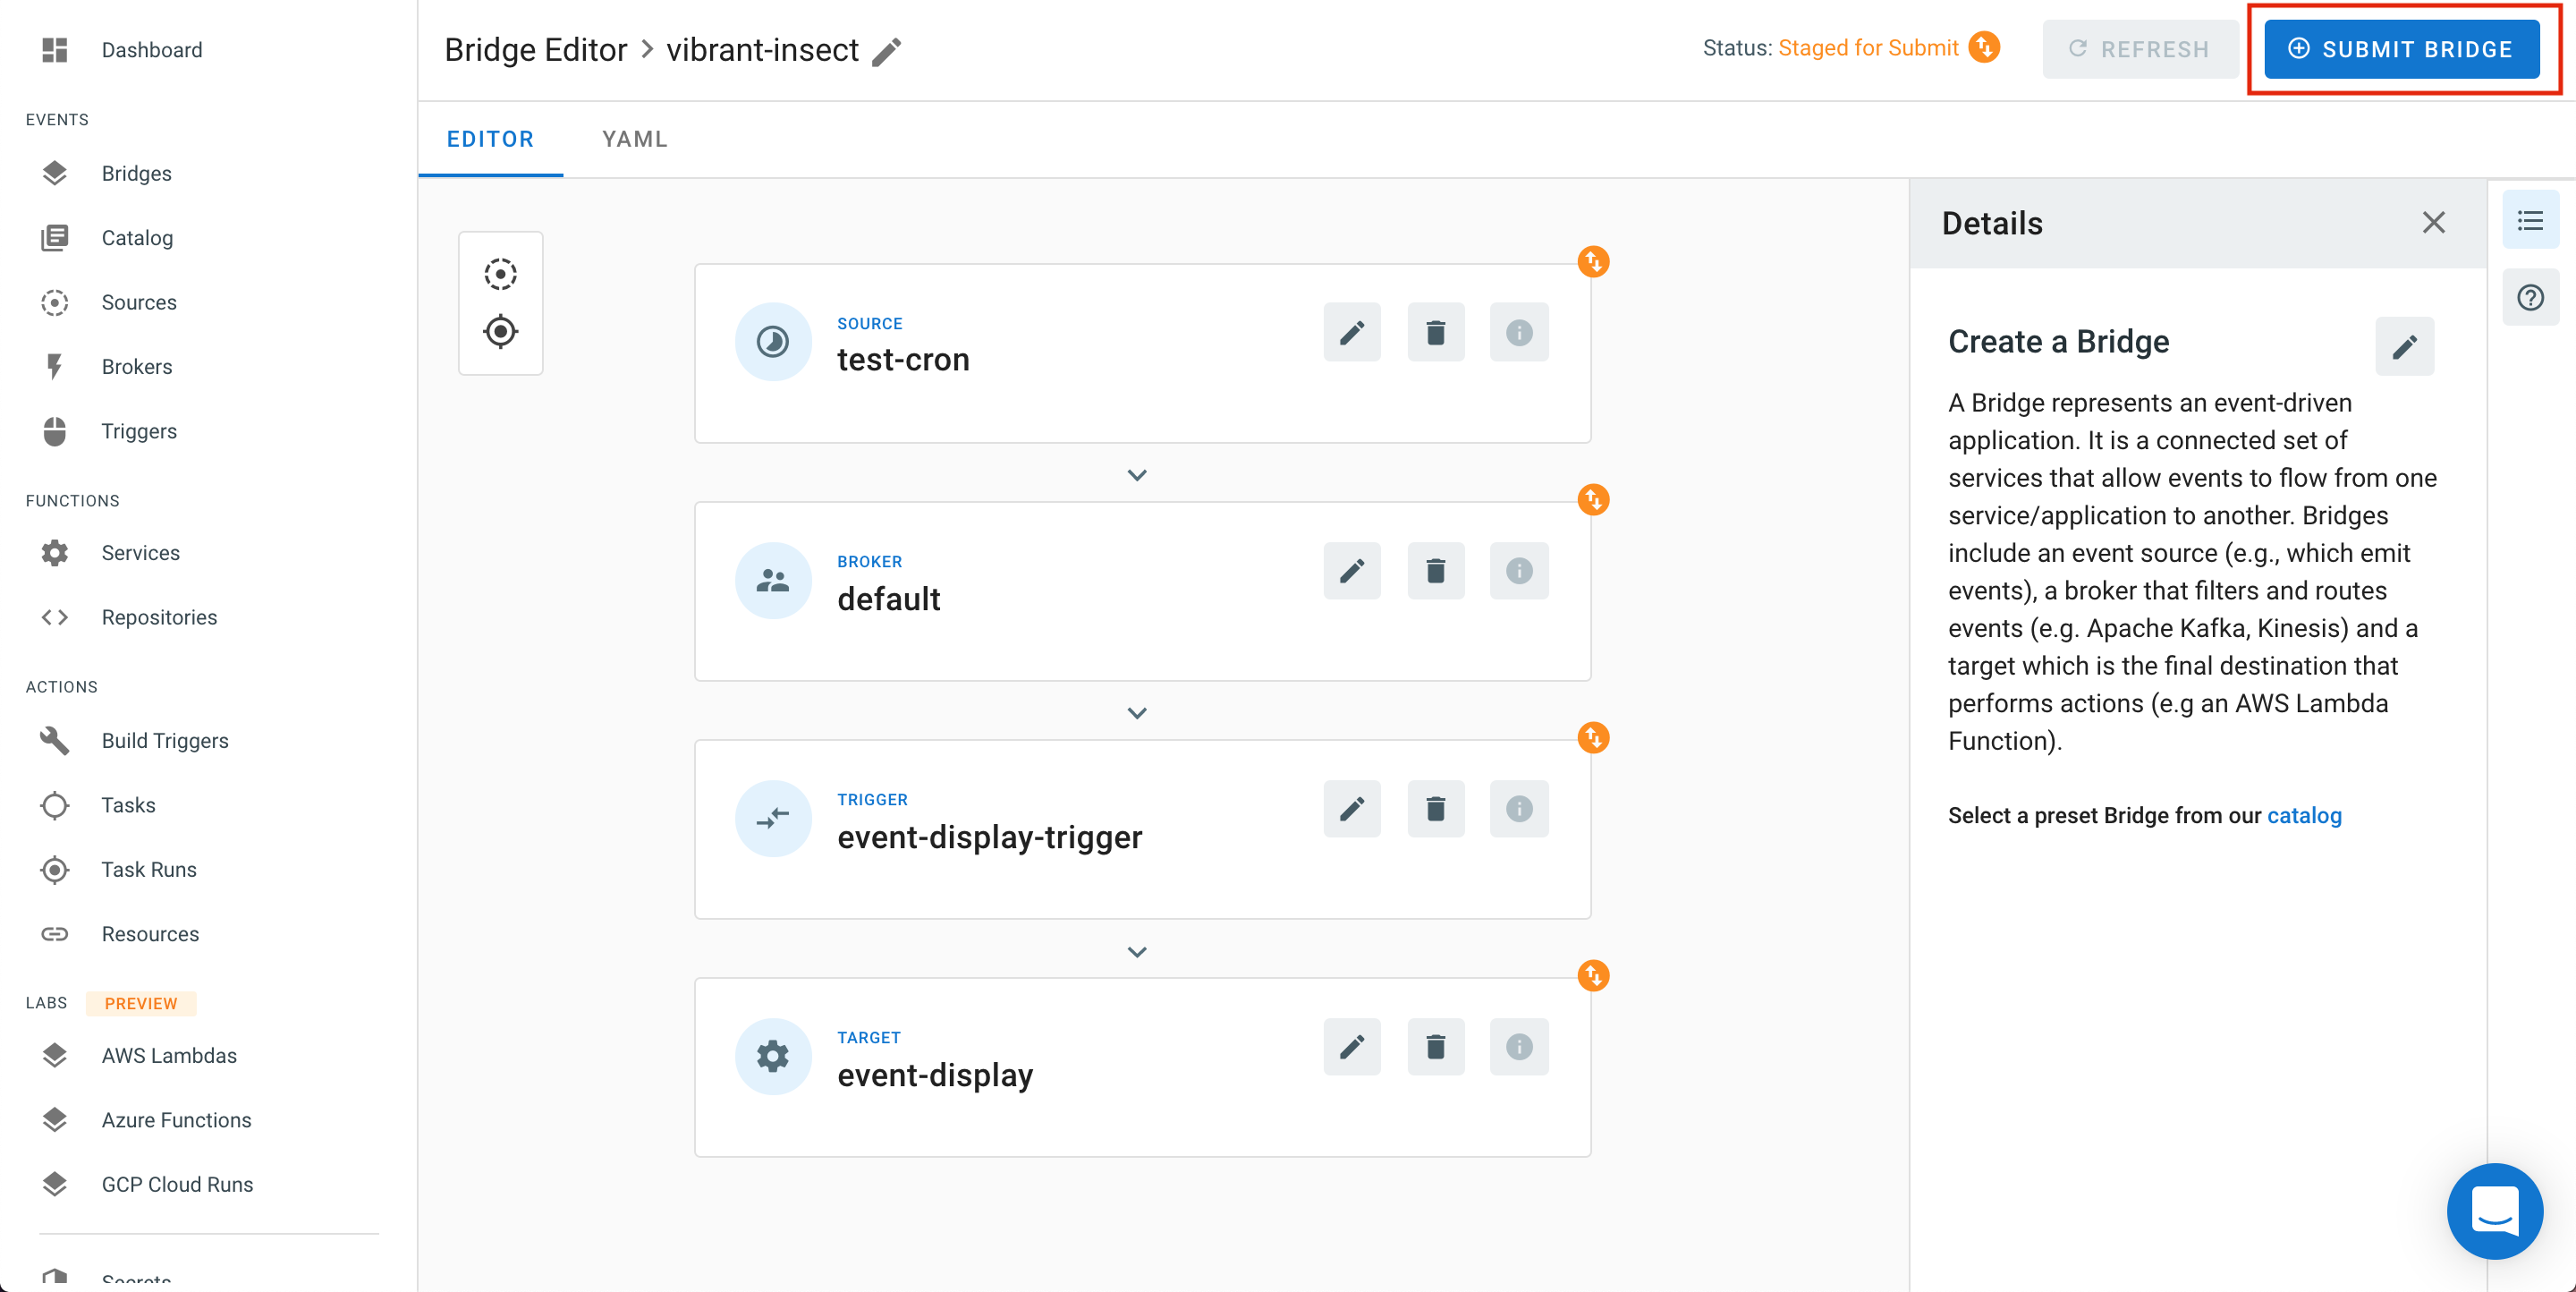 Dashboard
EVENTS
Bridges
Catalog
Sources
Brokers
Triggers
FUNCTIONS
Services
Repositories
ACTIONS
Build Triggers
Tasks
Task Runs
Resources
LABS PREVIEW
AWS Lambdas
Azure Functions
GCP Cloud Runs
Secrets
Bridge Editor > vibrant-insect
Status: Staged for Submit
REFRESH
SUBMIT BRIDGE
EDITOR YAML
SOURCE
test-cron
BROKER
default
TRIGGER
event-display-trigger
TARGET
event-display
Details
Create a Bridge
A Bridge represents an event-driven
application. It is a connected set of
services that allow events to flow from one
service/application to another. Bridges
include an event source (e.g., which emit
events), a broker that filters and routes
events (e.g. Apache Kafka, Kinesis) and a
target which is the final destination that
performs actions (e.g an AWS Lambda
Function).
Select a preset Bridge from our catalog